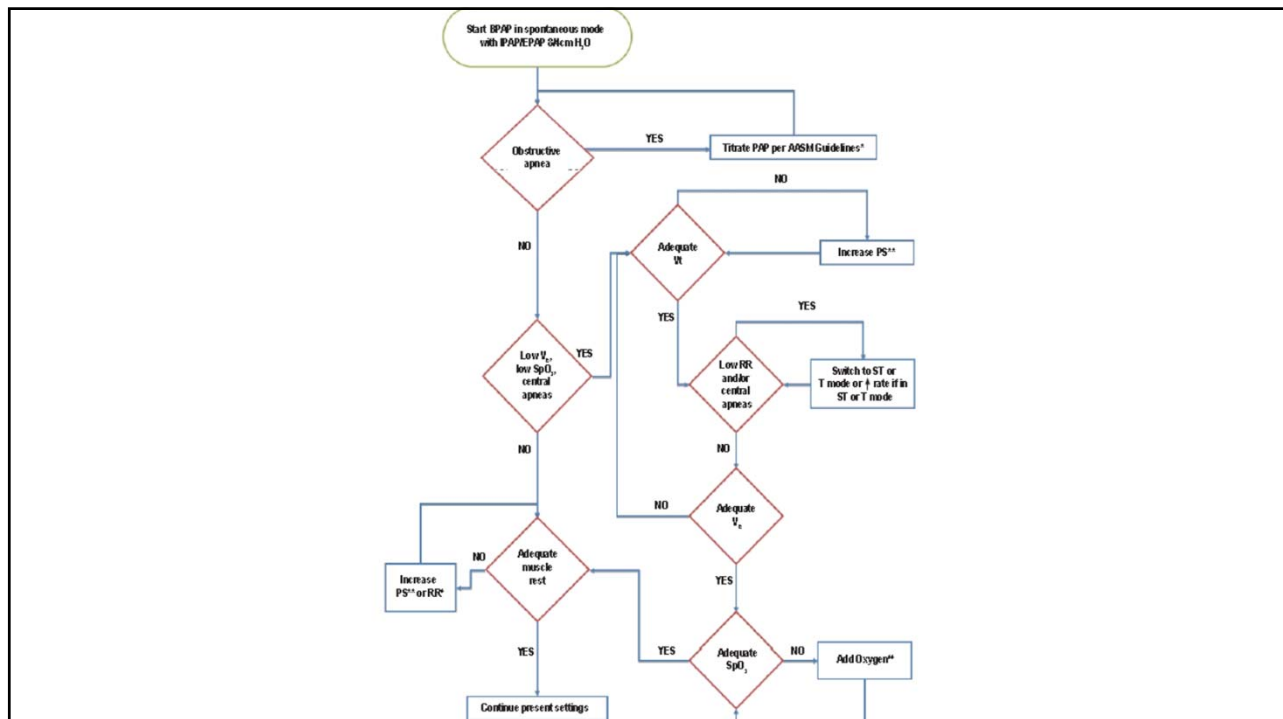 Start BPAP in spontaneous mode
with IPAP/EPAP 8/4cm H₂O
Obstructive
apnea
YES
Titrate PAP per AASM Guidelines*
NO
NO
Adequate
Vt
Increase PS**
YES
YES
Low Vₑ,
low SpO₂,
central
apneas
YES
Low RR
and/or
central
apneas
Switch to ST or
T mode or ↑ rate if in
ST or T mode
NO
NO
Adequate
Vₑ
NO
YES
Adequate
muscle
rest
NO
Increase
PS** or RR*
YES
Adequate
SpO₂
YES
NO
Add Oxygen**
Continue present settings